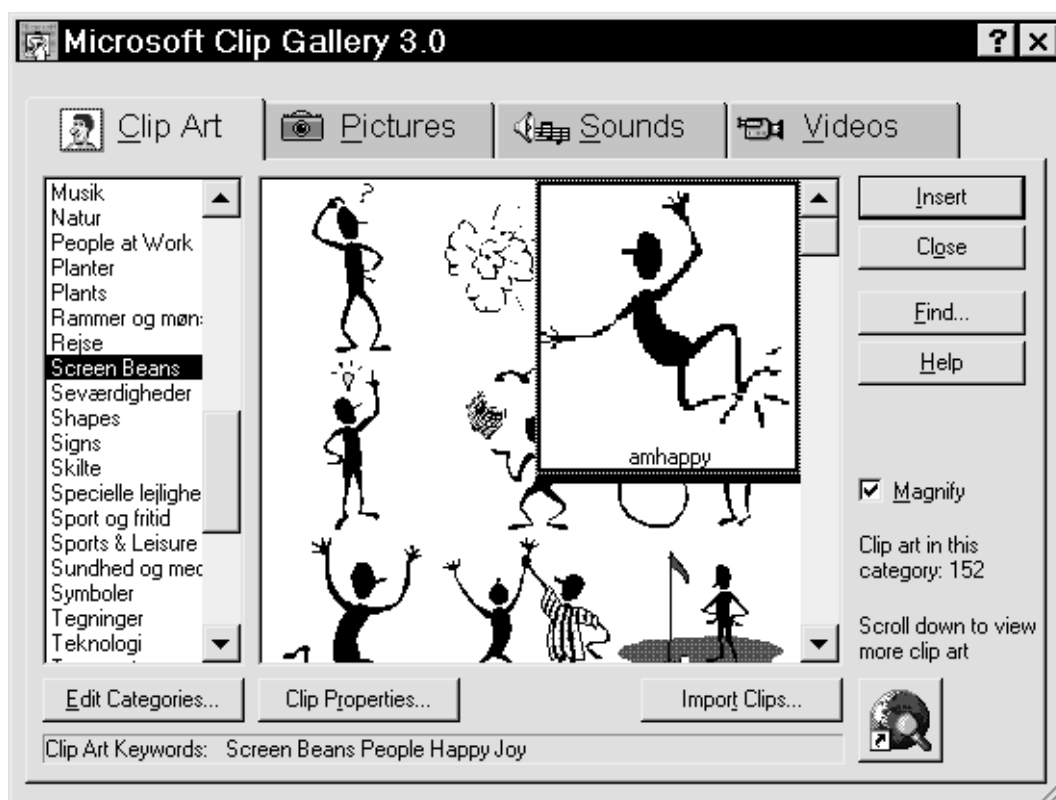 Microsoft Clip Gallery 3.0
Clip Art
Pictures
Sounds
Videos
Musik
Natur
People at Work
Planter
Plants
Rammer og møn
Rejse
Screen Beans
Seværdigheder
Shapes
Signs
Skilte
Specielle lejlighe
Sport og fritid
Sports & Leisure
Sundhed og med
Symboler
Tegninger
Teknologi
?
amhappy
Insert
Close
Find...
Help
Magnify
Clip art in this
category: 152
Scroll down to view
more clip art
Edit Categories...
Clip Properties...
Import Clips...
Clip Art Keywords: Screen Beans People Happy Joy